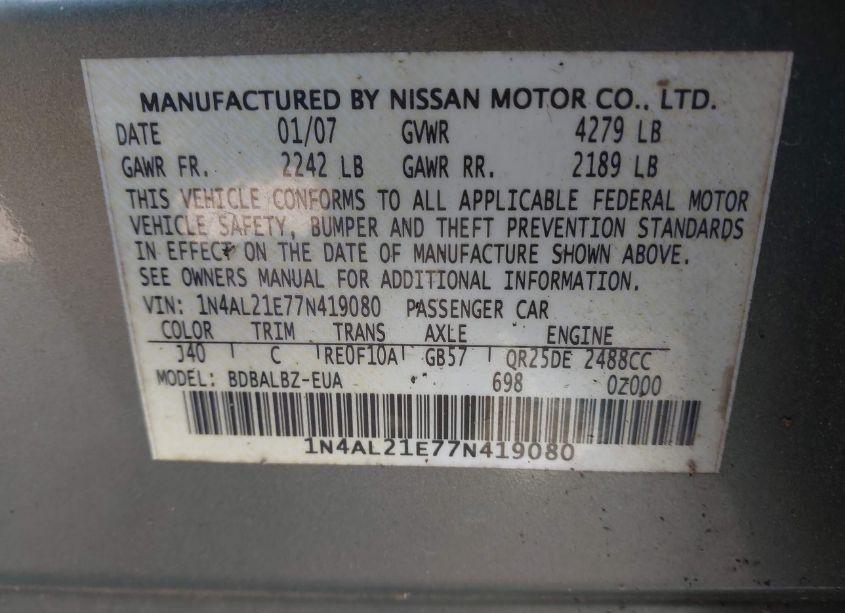 MANUFACTURED BY NISSAN MOTOR CO., LTD.
DATE 01/07 GVWR 4279 LB
GAWR FR. 2242 LB GAWR RR. 2189 LB
THIS VEHICLE CONFORMS TO ALL APPLICABLE FEDERAL MOTOR
VEHICLE SAFETY, BUMPER AND THEFT PREVENTION STANDARDS
IN EFFECT ON THE DATE OF MANUFACTURE SHOWN ABOVE.
SEE OWNERS MANUAL FOR ADDITIONAL INFORMATION.
VIN: 1N4AL21E77N419080 PASSENGER CAR
COLOR TRIM TRANS AXLE ENGINE
J40 C RE0F10A GB57 QR25DE 2488CC
MODEL: BDBALBZ-EUA 698 0Z000
1N4AL21E77N419080